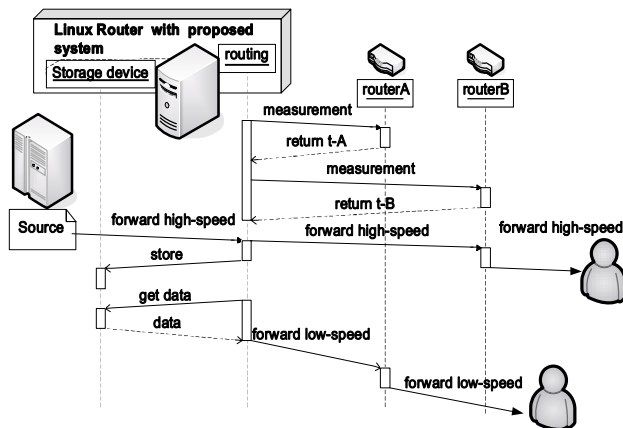 Linux Router with proposed
system
Storage device
routing
routerA
routerB
measurement
return t-A
measurement
return t-B
Source
forward high-speed
forward high-speed
forward high-speed
store
get data
data
forward low-speed
forward low-speed